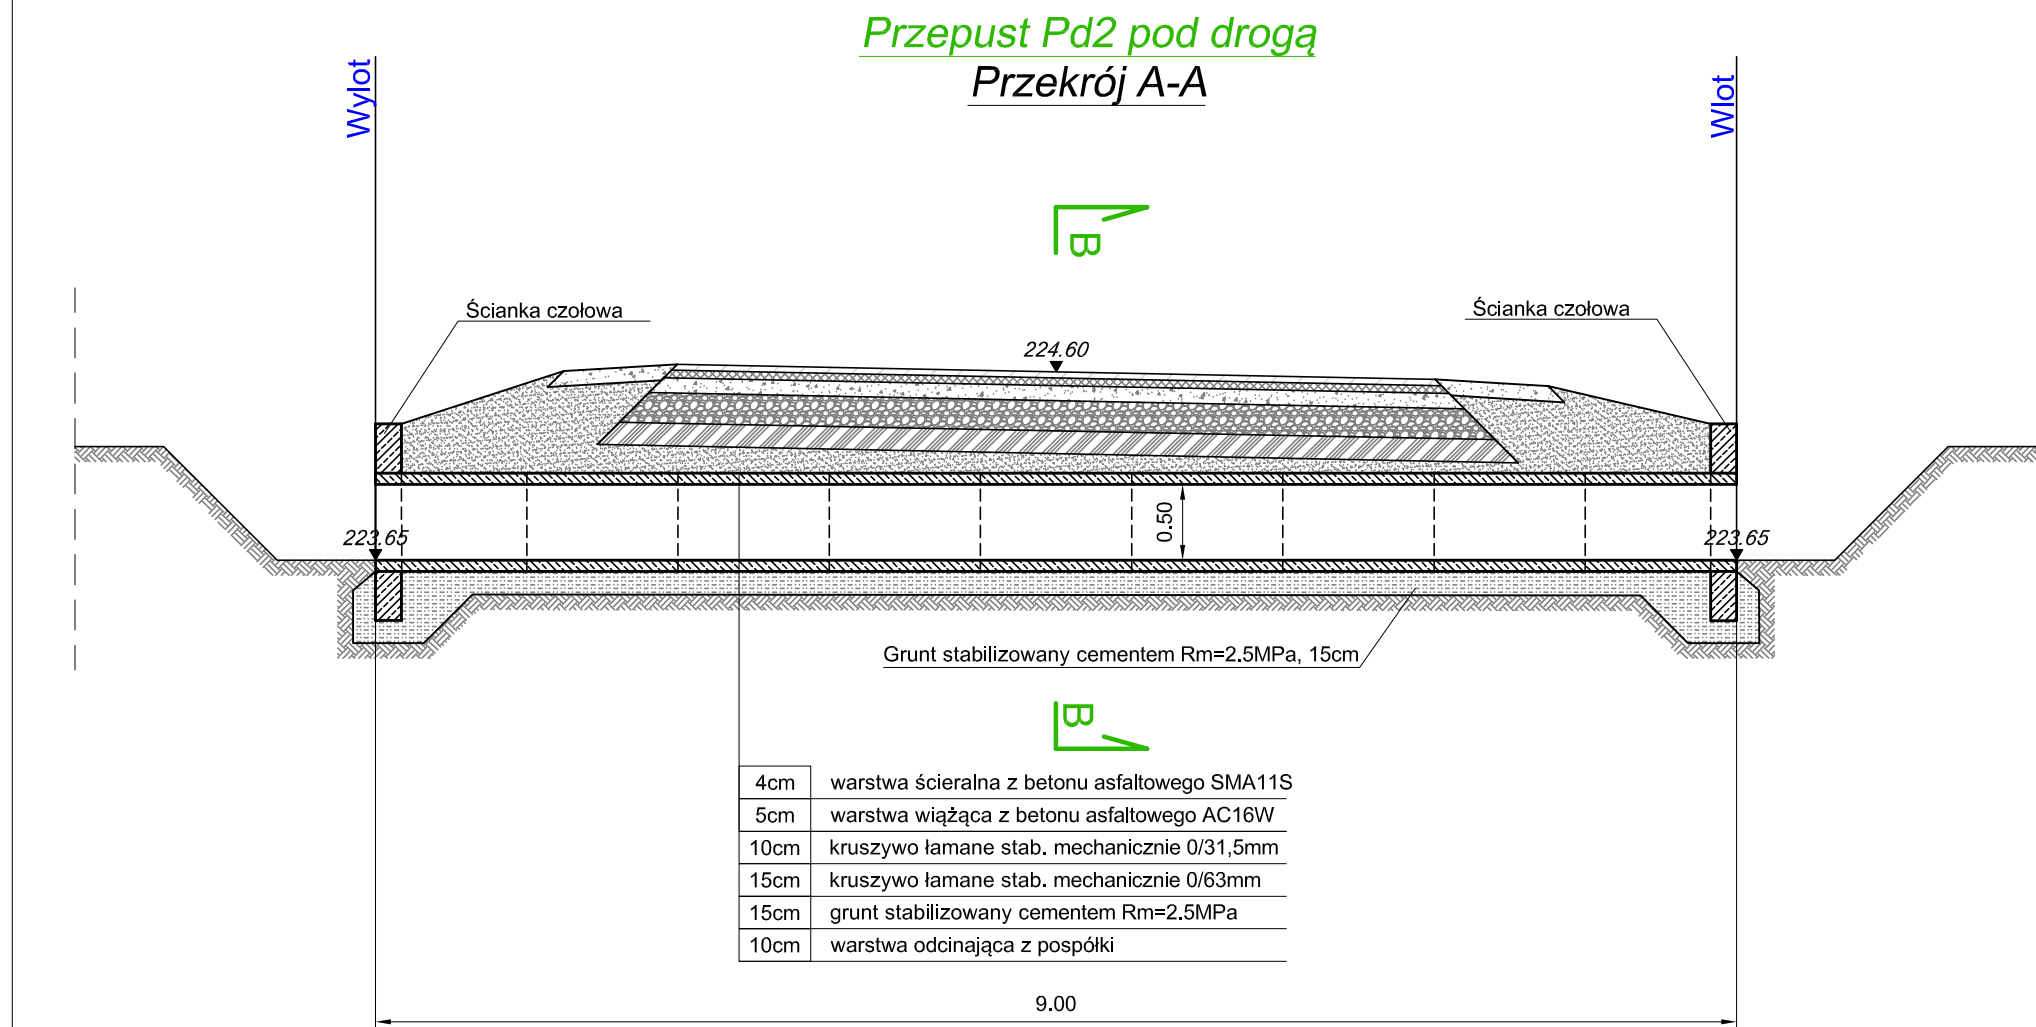 Przepust Pd2 pod drogą
Przekrój A-A
Wylot
Wlot
B
Ścianka czołowa
Ścianka czołowa
224.60
0.50
223.65
223.65
Grunt stabilizowany cementem Rm=2.5MPa, 15cm
B
4cm warstwa ścieralna z betonu asfaltowego SMA11S
5cm warstwa wiążąca z betonu asfaltowego AC16W
10cm kruszywo łamane stab. mechanicznie 0/31,5mm
15cm kruszywo łamane stab. mechanicznie 0/63mm
15cm grunt stabilizowany cementem Rm=2.5MPa
10cm warstwa odcinająca z pospółki
9.00